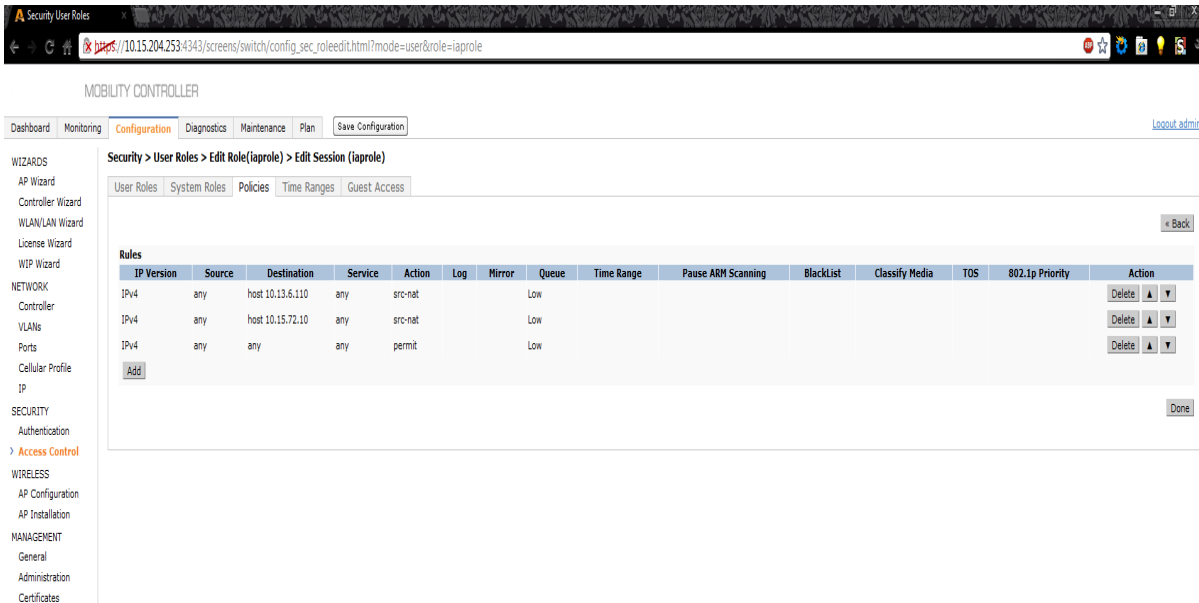 Security User Roles
https://10.15.204.253:4343/screens/switch/config_sec_roleedit.html?mode=user&role=iaprole
MOBILITY CONTROLLER
Dashboard Monitoring Configuration Diagnostics Maintenance Plan Save Configuration Logout admin
WIZARDS
AP Wizard
Controller Wizard
WLAN/LAN Wizard
License Wizard
WIP Wizard
NETWORK
Controller
VLANs
Ports
Cellular Profile
IP
SECURITY
Authentication
> Access Control
WIRELESS
AP Configuration
AP Installation
MANAGEMENT
General
Administration
Certificates
Security > User Roles > Edit Role(iaprole) > Edit Session (iaprole)
User Roles System Roles Policies Time Ranges Guest Access
« Back
Rules
IP Version Source Destination Service Action Log Mirror Queue Time Range Pause ARM Scanning BlackList Classify Media TOS 802.1p Priority Action
IPv4 any host 10.13.6.110 any src-nat Low Delete ▲ ▼
IPv4 any host 10.15.72.10 any src-nat Low Delete ▲ ▼
IPv4 any any any permit Low Delete ▲ ▼
Add
Done